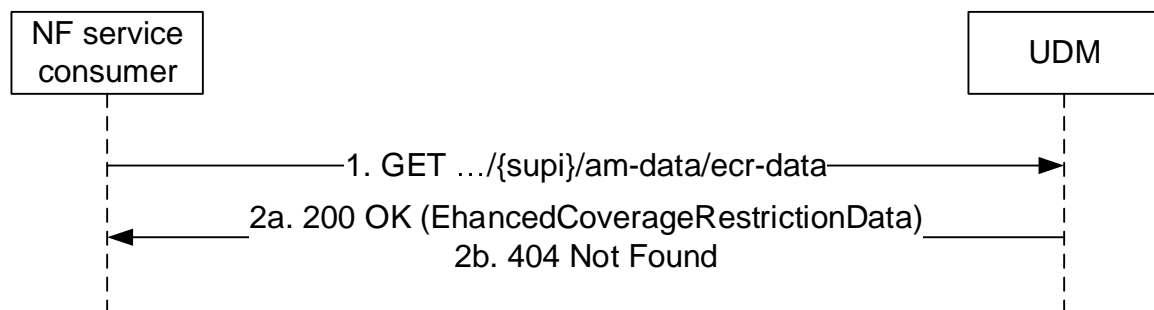 NF service
consumer
UDM
1. GET …/{supi}/am-data/ecr-data
2a. 200 OK (EhancedCoverageRestrictionData)
2b. 404 Not Found